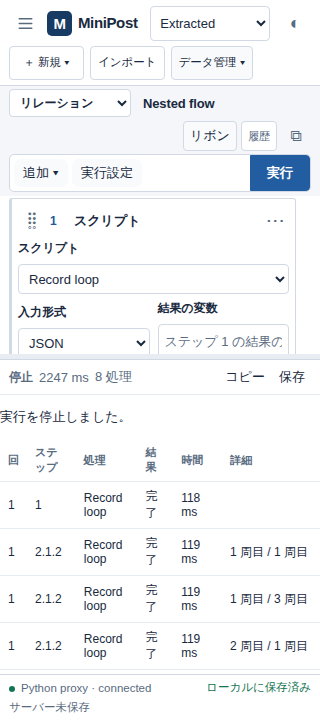 M MiniPost Extracted
＋ 新規 ▾ インポート データ管理 ▾
リレーション Nested flow
リボン 履歴
追加 ▾ 実行設定 実行
1 スクリプト ...
スクリプト
Record loop
入力形式 結果の変数
JSON ステップ 1 の結果の
停止 2247 ms 8 処理 コピー 保存
実行を停止しました。
回 ステップ 処理 結果 時間 詳細
1 1 Record loop 完了 118 ms
1 2.1.2 Record loop 完了 119 ms 1 周目 / 1 周目
1 2.1.2 Record loop 完了 119 ms 1 周目 / 3 周目
1 2.1.2 Record loop 完了 119 ms 2 周目 / 1 周目
Python proxy · connected ローカルに保存済み
サーバー未保存